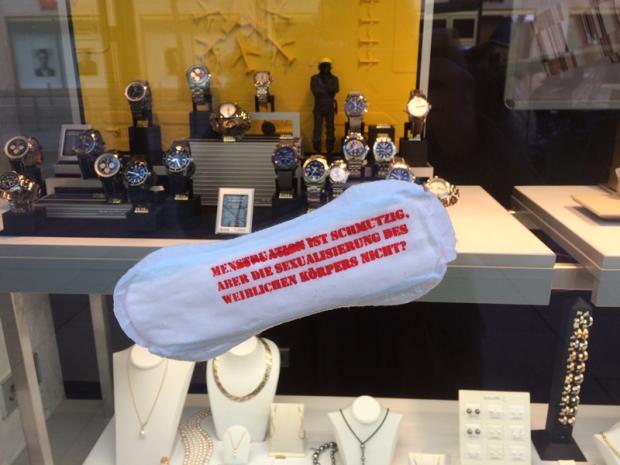 MENSTRUATION IST SCHMUTZIG,
ABER DIE SEXUALISIERUNG DES
WEIBLICHEN KÖRPERS NICHT?